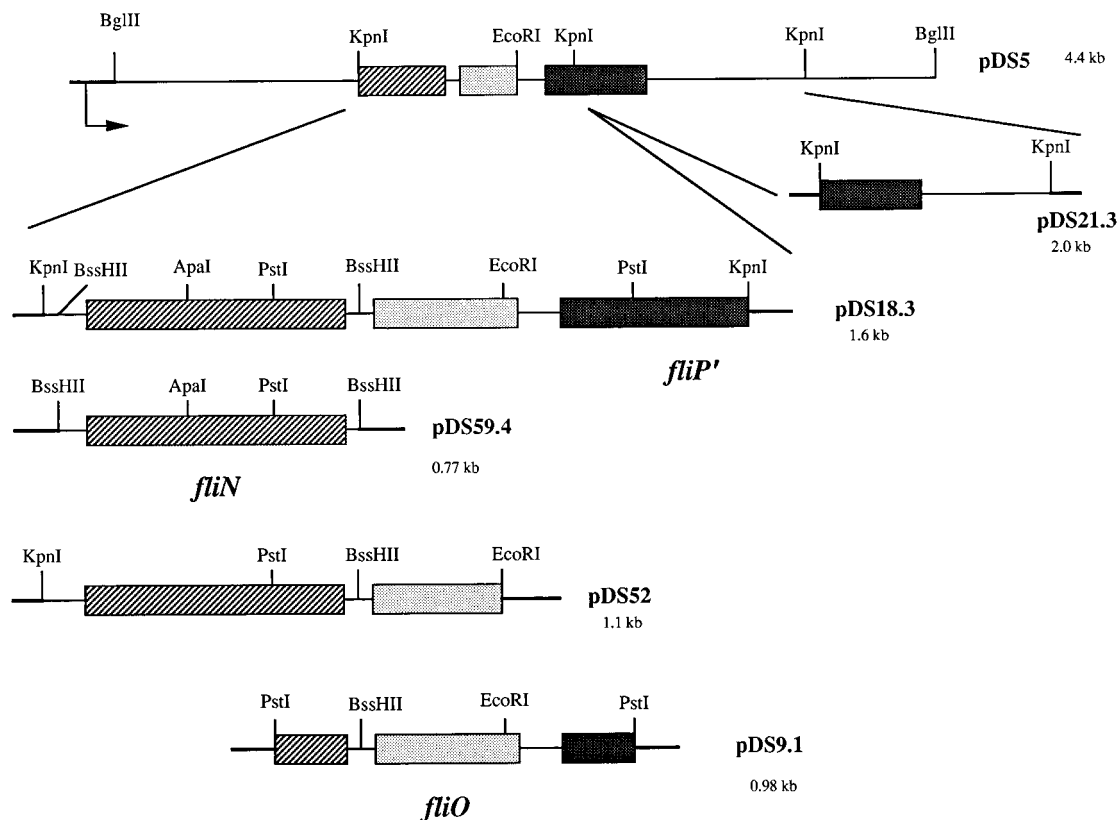 BglII KpnI EcoRI KpnI KpnI BglII
pDS5 4.4 kb
KpnI KpnI
pDS21.3
2.0 kb
KpnI BssHII ApaI PstI BssHII EcoRI PstI KpnI
pDS18.3
1.6 kb
fliP'
BssHII ApaI PstI BssHII
pDS59.4
0.77 kb
fliN
KpnI PstI BssHII EcoRI
pDS52
1.1 kb
PstI BssHII EcoRI PstI
pDS9.1
0.98 kb
fliO